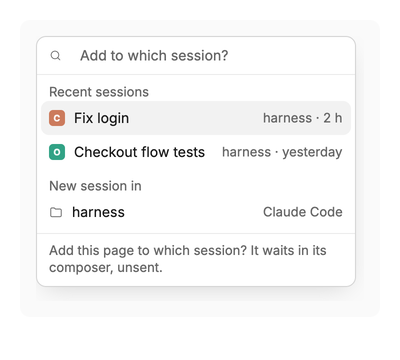 Add to which session?
Recent sessions
C Fix login harness · 2 h
O Checkout flow tests harness · yesterday
New session in
harness Claude Code
Add this page to which session? It waits in its
composer, unsent.